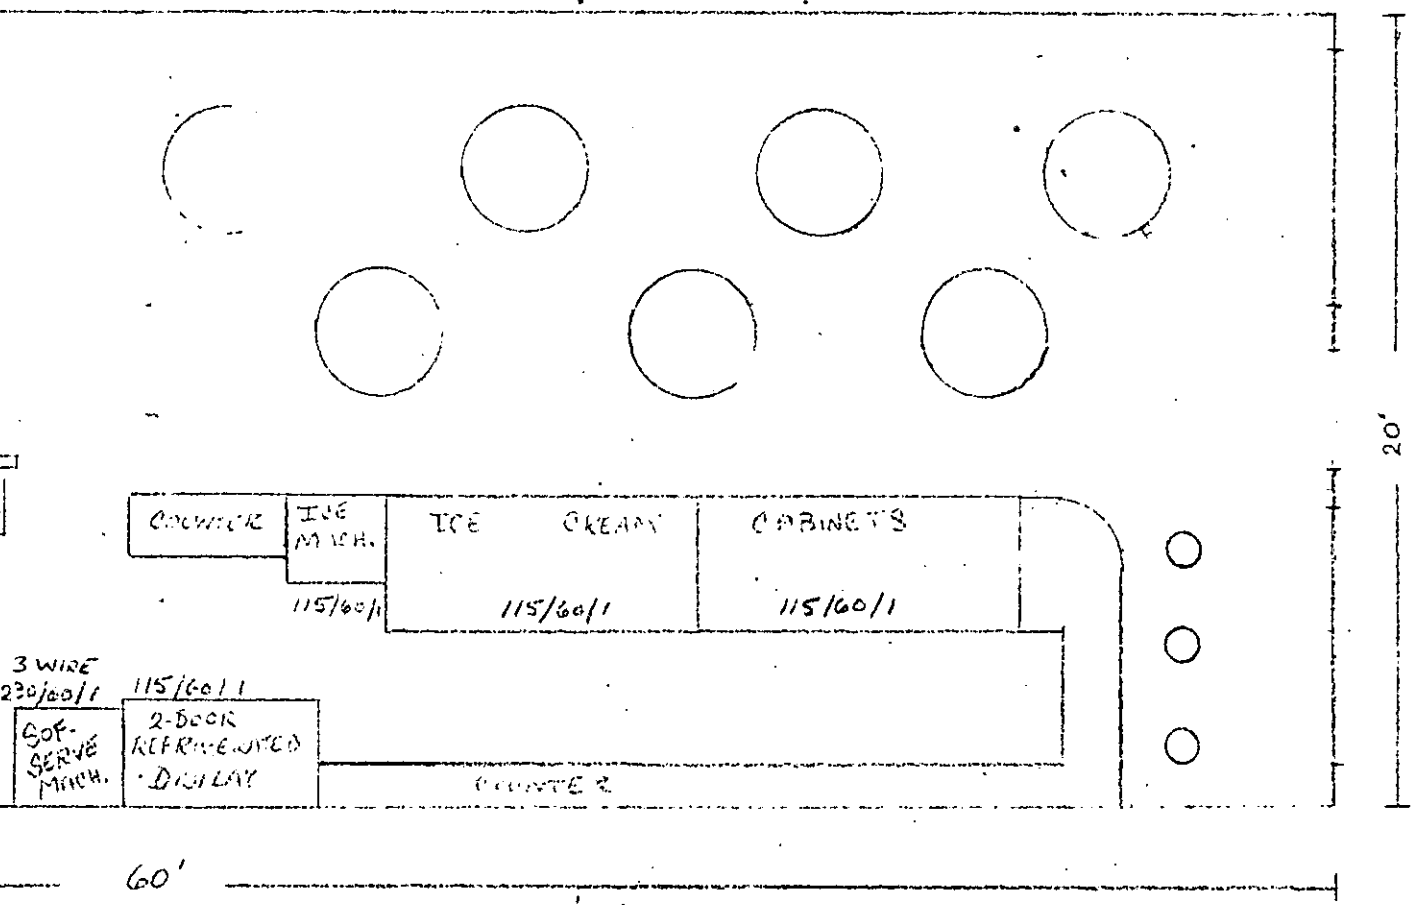 20'
COUNTER
ICE
MACH.
ICE CREAM CABINETS
115/60/1
115/60/1
115/60/1
3 WIRE
230/60/1
115/60/1
SOF-
SERVE
MACH.
2-DOOR
REFRIGERATED
DISPLAY
COUNTER
60'